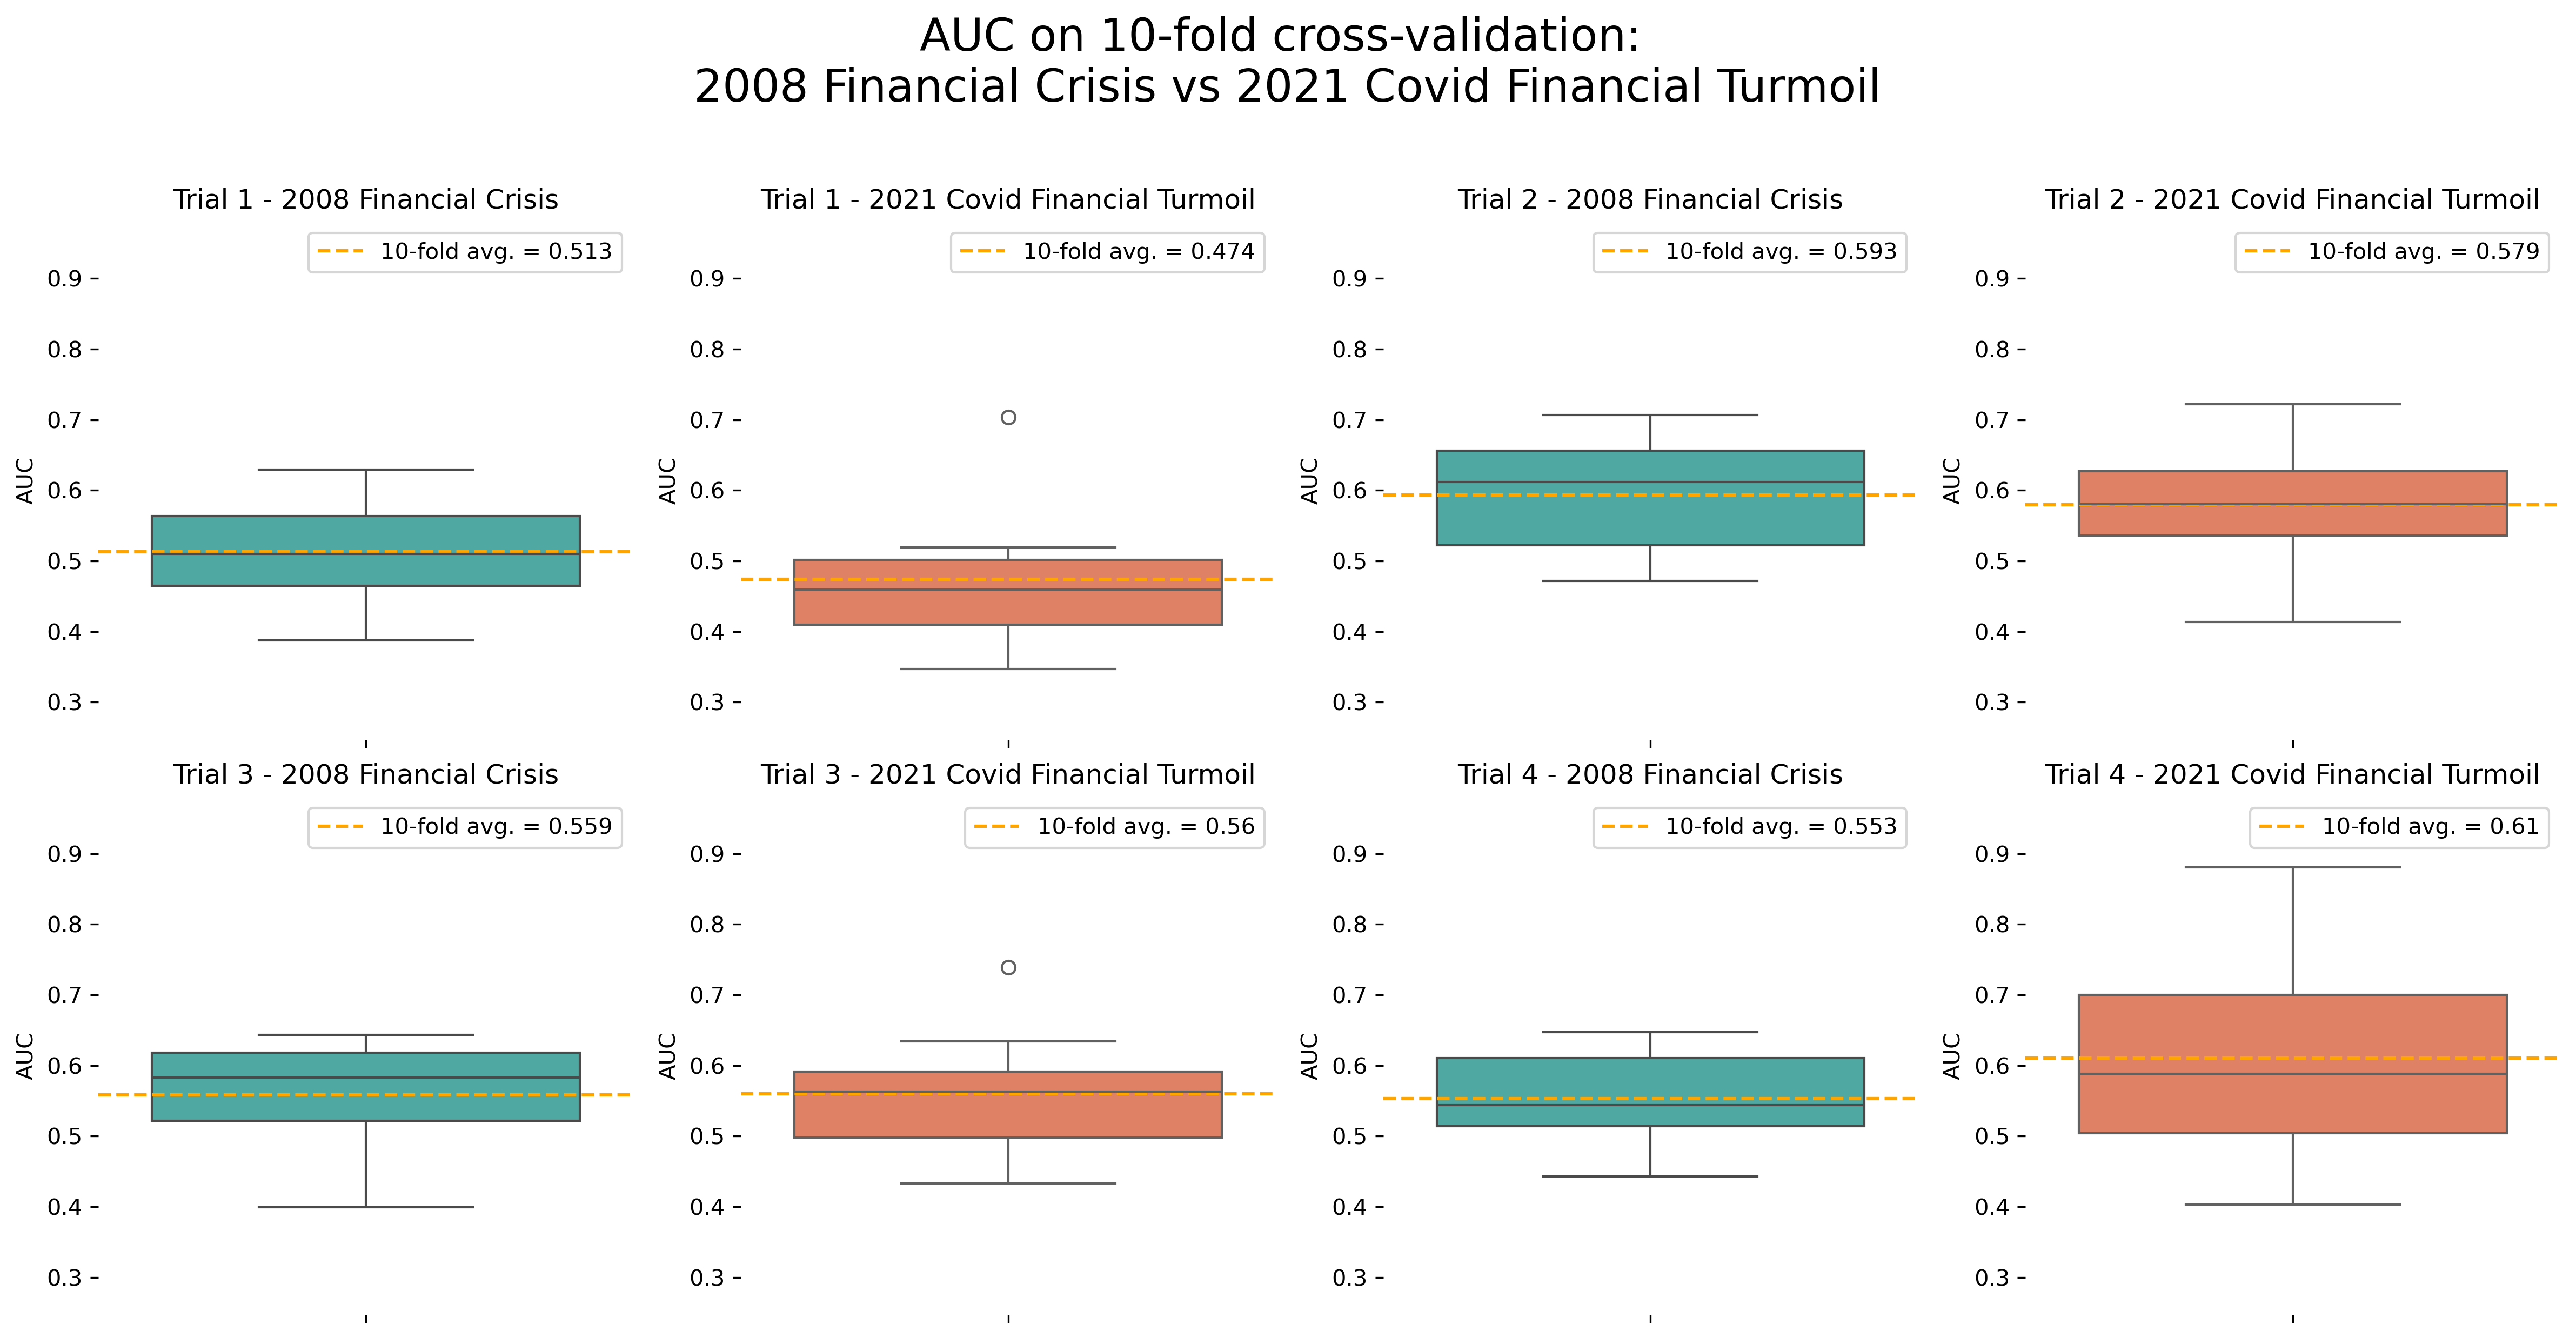 AUC on 10-fold cross-validation:
2008 Financial Crisis vs 2021 Covid Financial Turmoil
Trial 1 - 2008 Financial Crisis
10-fold avg. = 0.513
0.9
0.8
0.7
0.6
0.5
0.4
0.3
AUC
Trial 1 - 2021 Covid Financial Turmoil
10-fold avg. = 0.474
0.9
0.8
0.7
0.6
0.5
0.4
0.3
AUC
Trial 2 - 2008 Financial Crisis
10-fold avg. = 0.593
0.9
0.8
0.7
0.6
0.5
0.4
0.3
AUC
Trial 2 - 2021 Covid Financial Turmoil
10-fold avg. = 0.579
0.9
0.8
0.7
0.6
0.5
0.4
0.3
AUC
Trial 3 - 2008 Financial Crisis
10-fold avg. = 0.559
0.9
0.8
0.7
0.6
0.5
0.4
0.3
AUC
Trial 3 - 2021 Covid Financial Turmoil
10-fold avg. = 0.56
0.9
0.8
0.7
0.6
0.5
0.4
0.3
AUC
Trial 4 - 2008 Financial Crisis
10-fold avg. = 0.553
0.9
0.8
0.7
0.6
0.5
0.4
0.3
AUC
Trial 4 - 2021 Covid Financial Turmoil
10-fold avg. = 0.61
0.9
0.8
0.7
0.6
0.5
0.4
0.3
AUC